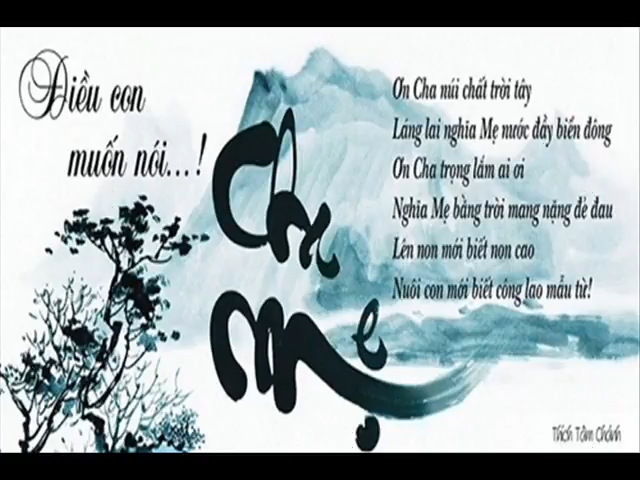 Điều con
muốn nói...!
Cha
Mẹ
Ơn Cha núi chất trời tây
Láng lai nghĩa Mẹ nước đầy biển đông
Ơn Cha trọng lắm ai ơi
Nghĩa Mẹ bằng trời mang nặng đẻ đau
Lên non mới biết non cao
Nuôi con mới biết công lao mẫu từ!
Thích Tâm Chánh